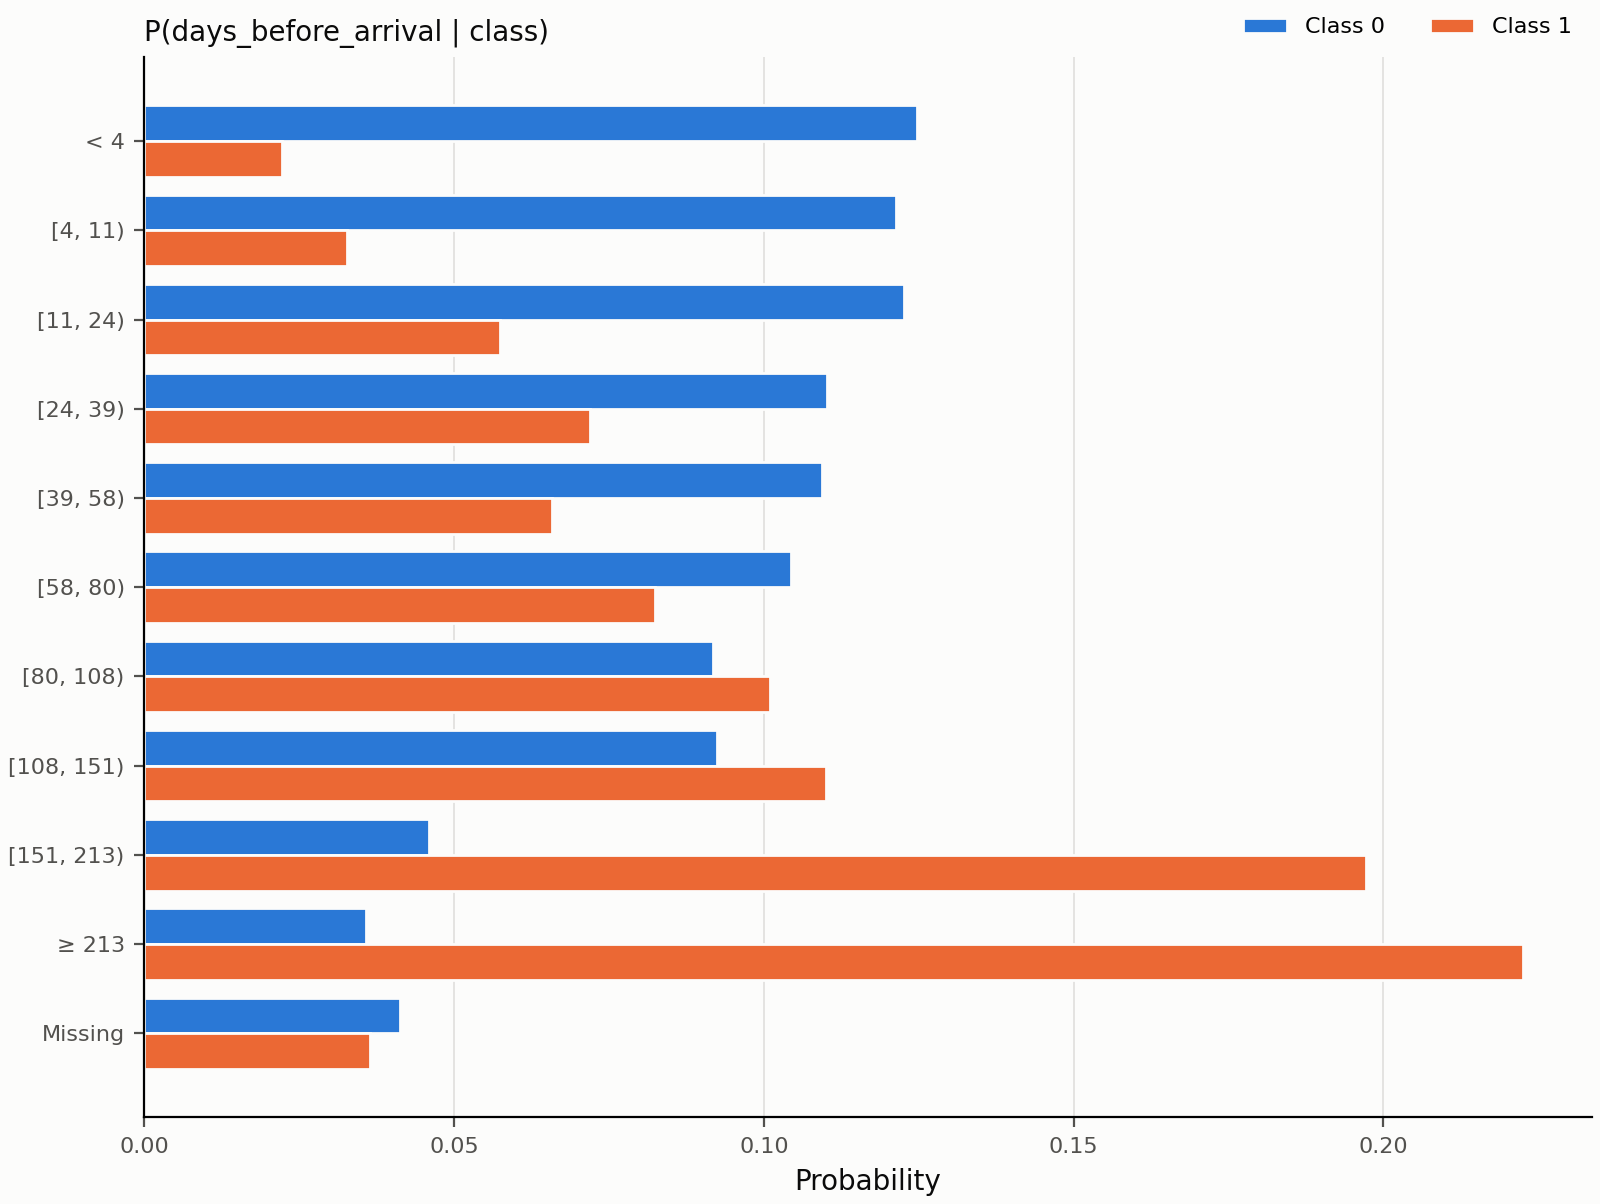 P(days_before_arrival | class)
Class 0
Class 1
< 4
[4, 11)
[11, 24)
[24, 39)
[39, 58)
[58, 80)
[80, 108)
[108, 151)
[151, 213)
≥ 213
Missing
0.00 0.05 0.10 0.15 0.20
Probability